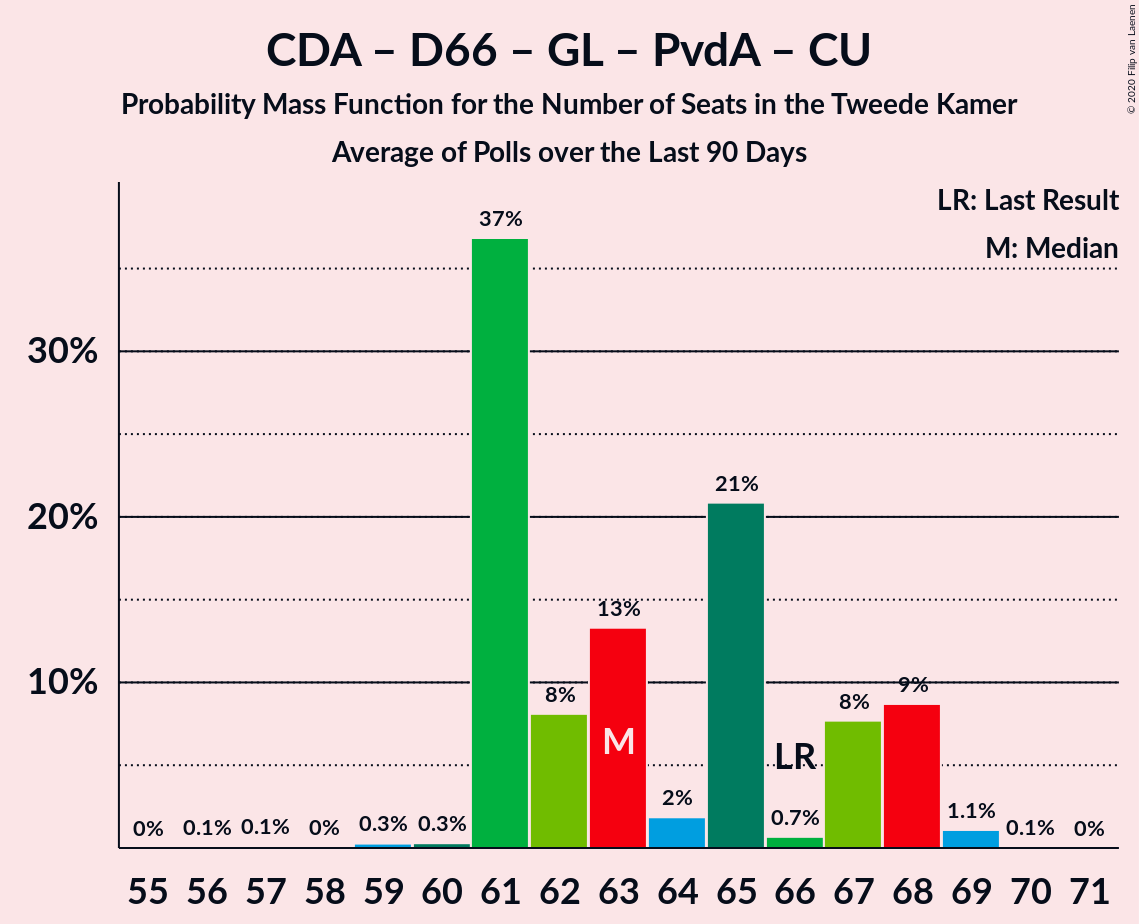 CDA – D66 – GL – PvdA – CU
Probability Mass Function for the Number of Seats in the Tweede Kamer
Average of Polls over the Last 90 Days
© 2020 Filip van Laenen
LR: Last Result
M: Median
37%
30%
21%
20%
13%
10%
8%
8%
9%
M
LR
0%
0.1%
0.1%
0%
0.3%
0.3%
2%
0.7%
1.1%
0.1%
0%
55 56 57 58 59 60 61 62 63 64 65 66 67 68 69 70 71